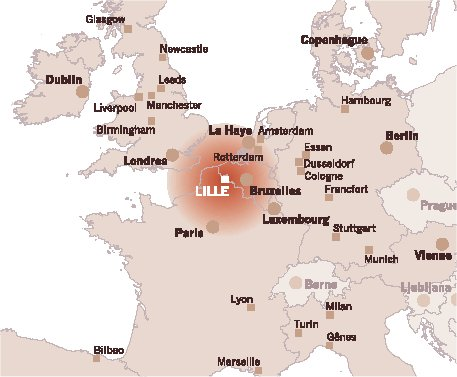 Glasgow
Copenhague
Newcastle
Dublin
Leeds
Liverpool
Manchester
Hambourg
Birmingham
La Haye
Amsterdam
Berlin
Londres
Rotterdam
Essen
Dusseldorf
Cologne
LILLE
Bruxelles
Francfort
Prague
Luxembourg
Paris
Stuttgart
Munich
Vienne
Berne
Ljubljana
Lyon
Milan
Turin
Gênes
Bilbao
Marseille